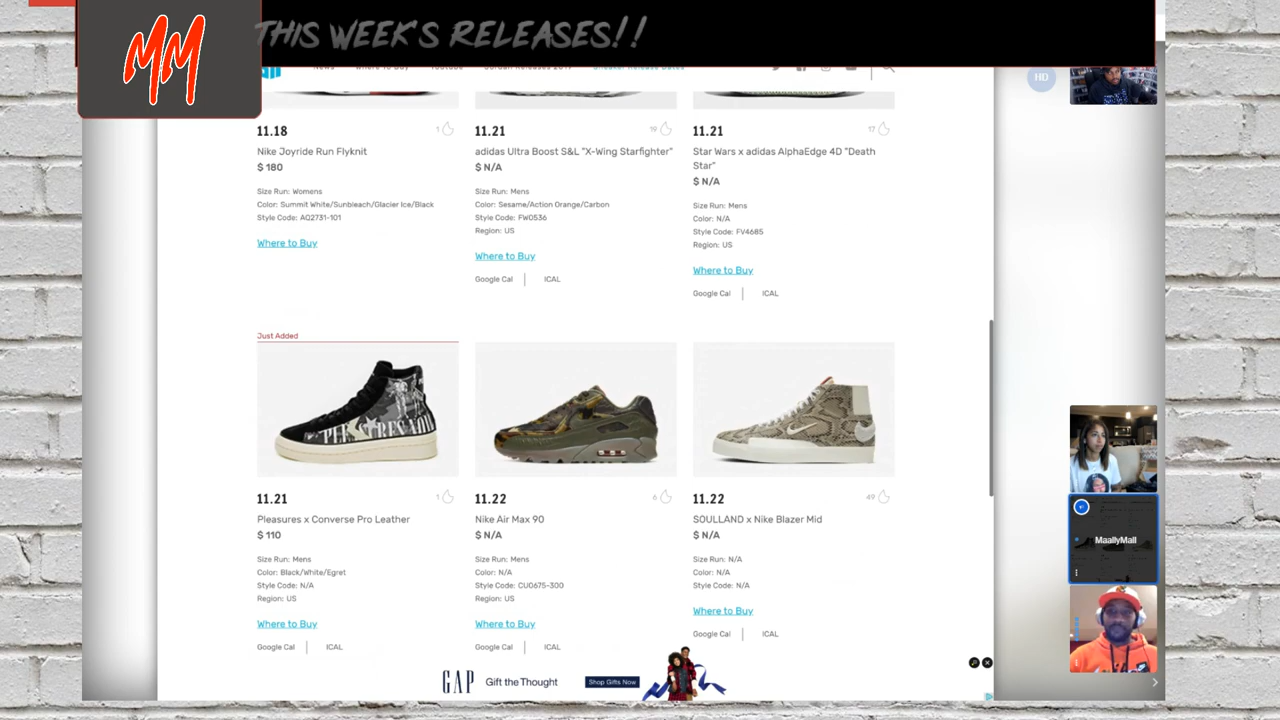 THIS WEEK'S RELEASES!!
MM
HD
11.18
1
Nike Joyride Run Flyknit
$ 180
Size Run: Womens
Color: Summit White/Sunbleach/Glacier Ice/Black
Style Code: AQ2731-101
Where to Buy
11.21
19
adidas Ultra Boost S&L "X-Wing Starfighter"
$ N/A
Size Run: Mens
Color: Sesame/Action Orange/Carbon
Style Code: FW0536
Region: US
Where to Buy
Google Cal
ICAL
11.21
17
Star Wars x adidas AlphaEdge 4D "Death
Star"
$ N/A
Size Run: Mens
Color: N/A
Style Code: FV4685
Region: US
Where to Buy
Google Cal
ICAL
Just Added
11.21
1
Pleasures x Converse Pro Leather
$ 110
Size Run: Mens
Color: Black/White/Egret
Style Code: N/A
Region: US
Where to Buy
Google Cal
ICAL
11.22
6
Nike Air Max 90
$ N/A
Size Run: Mens
Color: N/A
Style Code: CU0675-300
Region: US
Where to Buy
Google Cal
ICAL
11.22
49
SOULLAND x Nike Blazer Mid
$ N/A
Size Run: N/A
Color: N/A
Style Code: N/A
Where to Buy
Google Cal
ICAL
MaallyMall
GAP
Gift the Thought
Shop Gifts Now